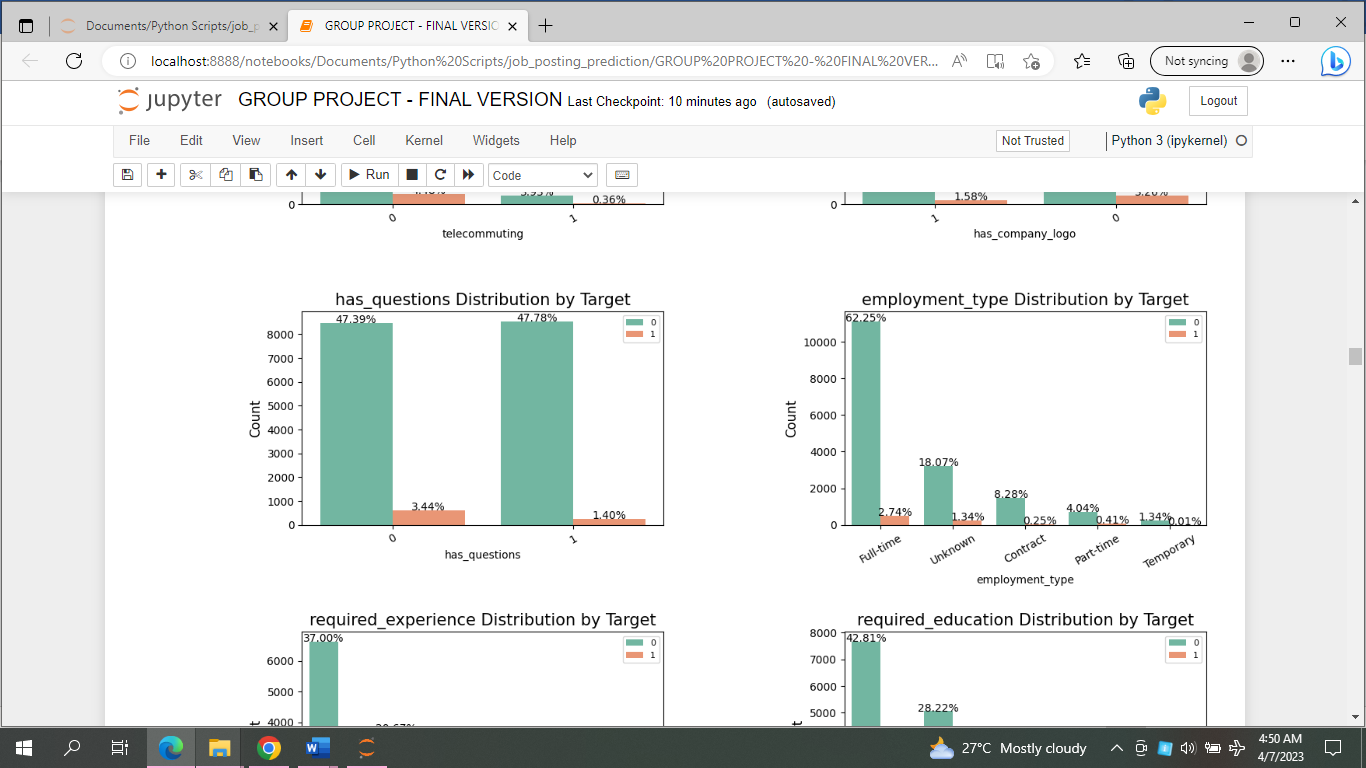 Documents/Python Scripts/job_p
GROUP PROJECT - FINAL VERSIO
localhost:8888/notebooks/Documents/Python%20Scripts/job_posting_prediction/GROUP%20PROJECT%20-%20FINAL%20VER...
Not syncing
jupyter GROUP PROJECT - FINAL VERSION Last Checkpoint: 10 minutes ago (autosaved)
Logout
File Edit View Insert Cell Kernel Widgets Help
Not Trusted
Python 3 (ipykernel)
Run
Code
0
0.36%
0 1
telecommuting
0
1.58%
1 0
has_company_logo
has_questions Distribution by Target
47.39% 47.78%
0
1
8000
7000
6000
5000
4000
3000
2000
1000
0
Count
3.44%
1.40%
0 1
has_questions
employment_type Distribution by Target
62.25%
0
1
10000
8000
6000
4000
2000
0
Count
2.74%
18.07%
1.34%
8.28%
0.25%
4.04%
0.41%
1.34%
0.01%
Full-time Unknown Contract Part-time Temporary
employment_type
required_experience Distribution by Target
37.00%
0
1
6000
5000
4000
required_education Distribution by Target
42.81%
0
1
8000
7000
6000
5000
28.22%
27°C Mostly cloudy
4:50 AM
4/7/2023